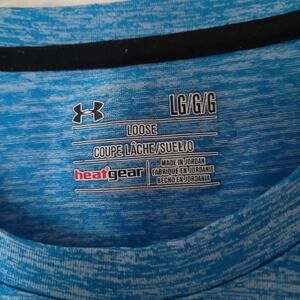 LG/G/G
LOOSE
COUPE LÂCHE/SUELTO
heatgear
MADE IN JORDAN
FABRIQUÉ EN JORDANIE
HECHO EN JORDANIA